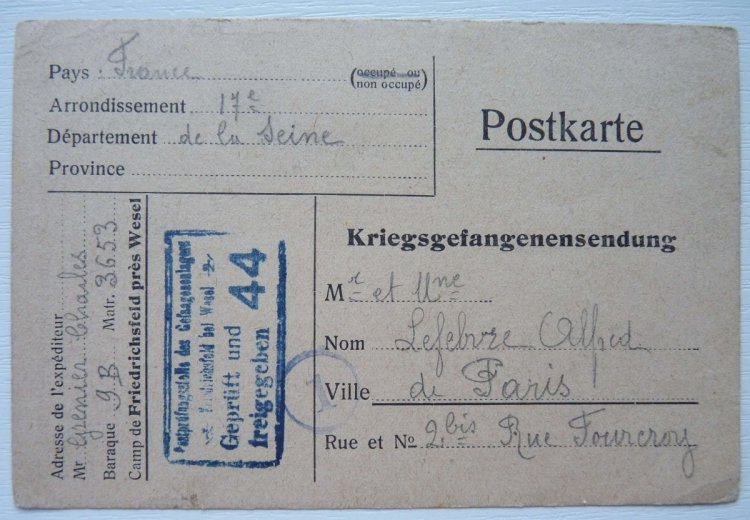 Pays : France (occupé ou non occupé)
Arrondissement 17e
Département de la Seine
Province
Postkarte
Kriegsgefangenensendung
Mr et Mme
Nom Lefebvre Alfred
Ville de Paris
Rue et No 2bis Rue Fourcroy
Adresse de l'expéditeur
Mr Grenier Charles
Baraque 9B Matr. 3653
Camp de Friedrichsfeld près Wesel
Postprüfungsstelle des Gefangenenlagers
Friedrichsfeld bei Wesel
Geprüft und
freigegeben 44
1